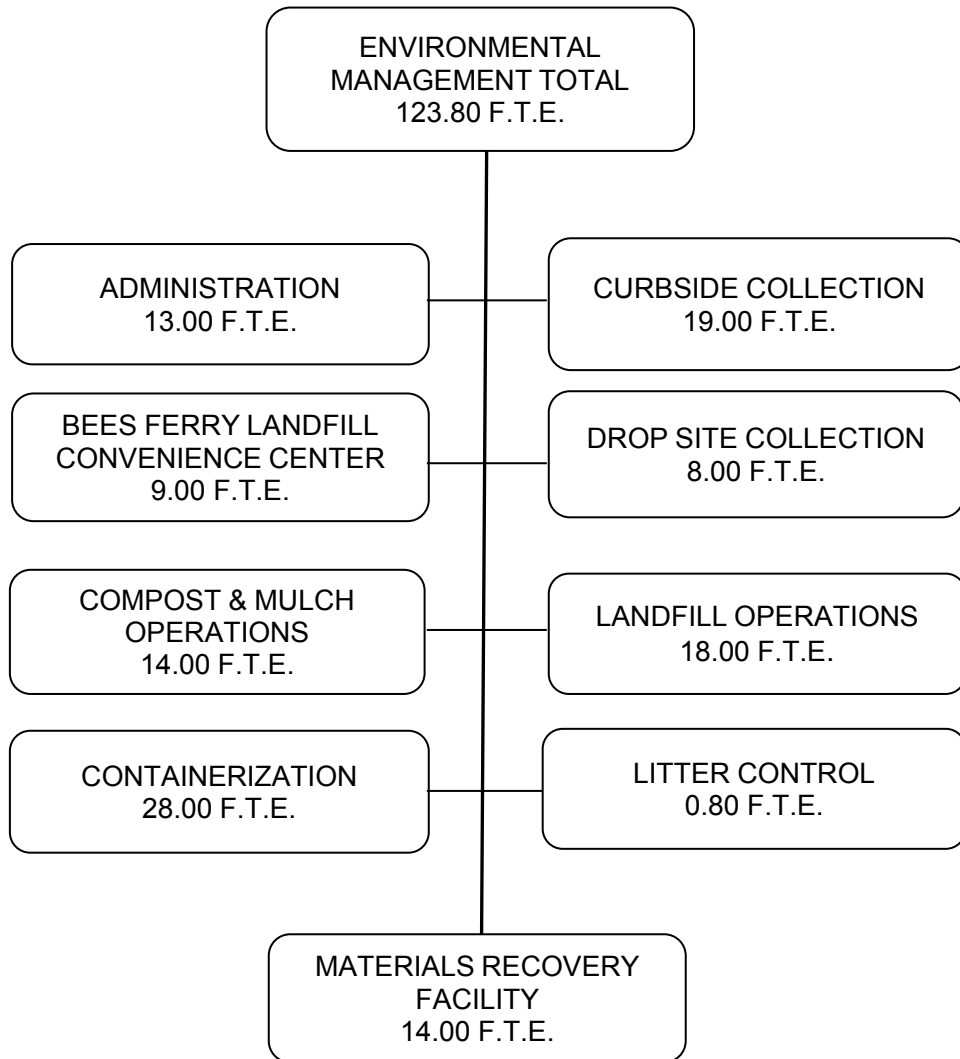 ENVIRONMENTAL
MANAGEMENT TOTAL
123.80 F.T.E.
ADMINISTRATION
13.00 F.T.E.
CURBSIDE COLLECTION
19.00 F.T.E.
BEES FERRY LANDFILL
CONVENIENCE CENTER
9.00 F.T.E.
DROP SITE COLLECTION
8.00 F.T.E.
COMPOST & MULCH
OPERATIONS
14.00 F.T.E.
LANDFILL OPERATIONS
18.00 F.T.E.
CONTAINERIZATION
28.00 F.T.E.
LITTER CONTROL
0.80 F.T.E.
MATERIALS RECOVERY
FACILITY
14.00 F.T.E.